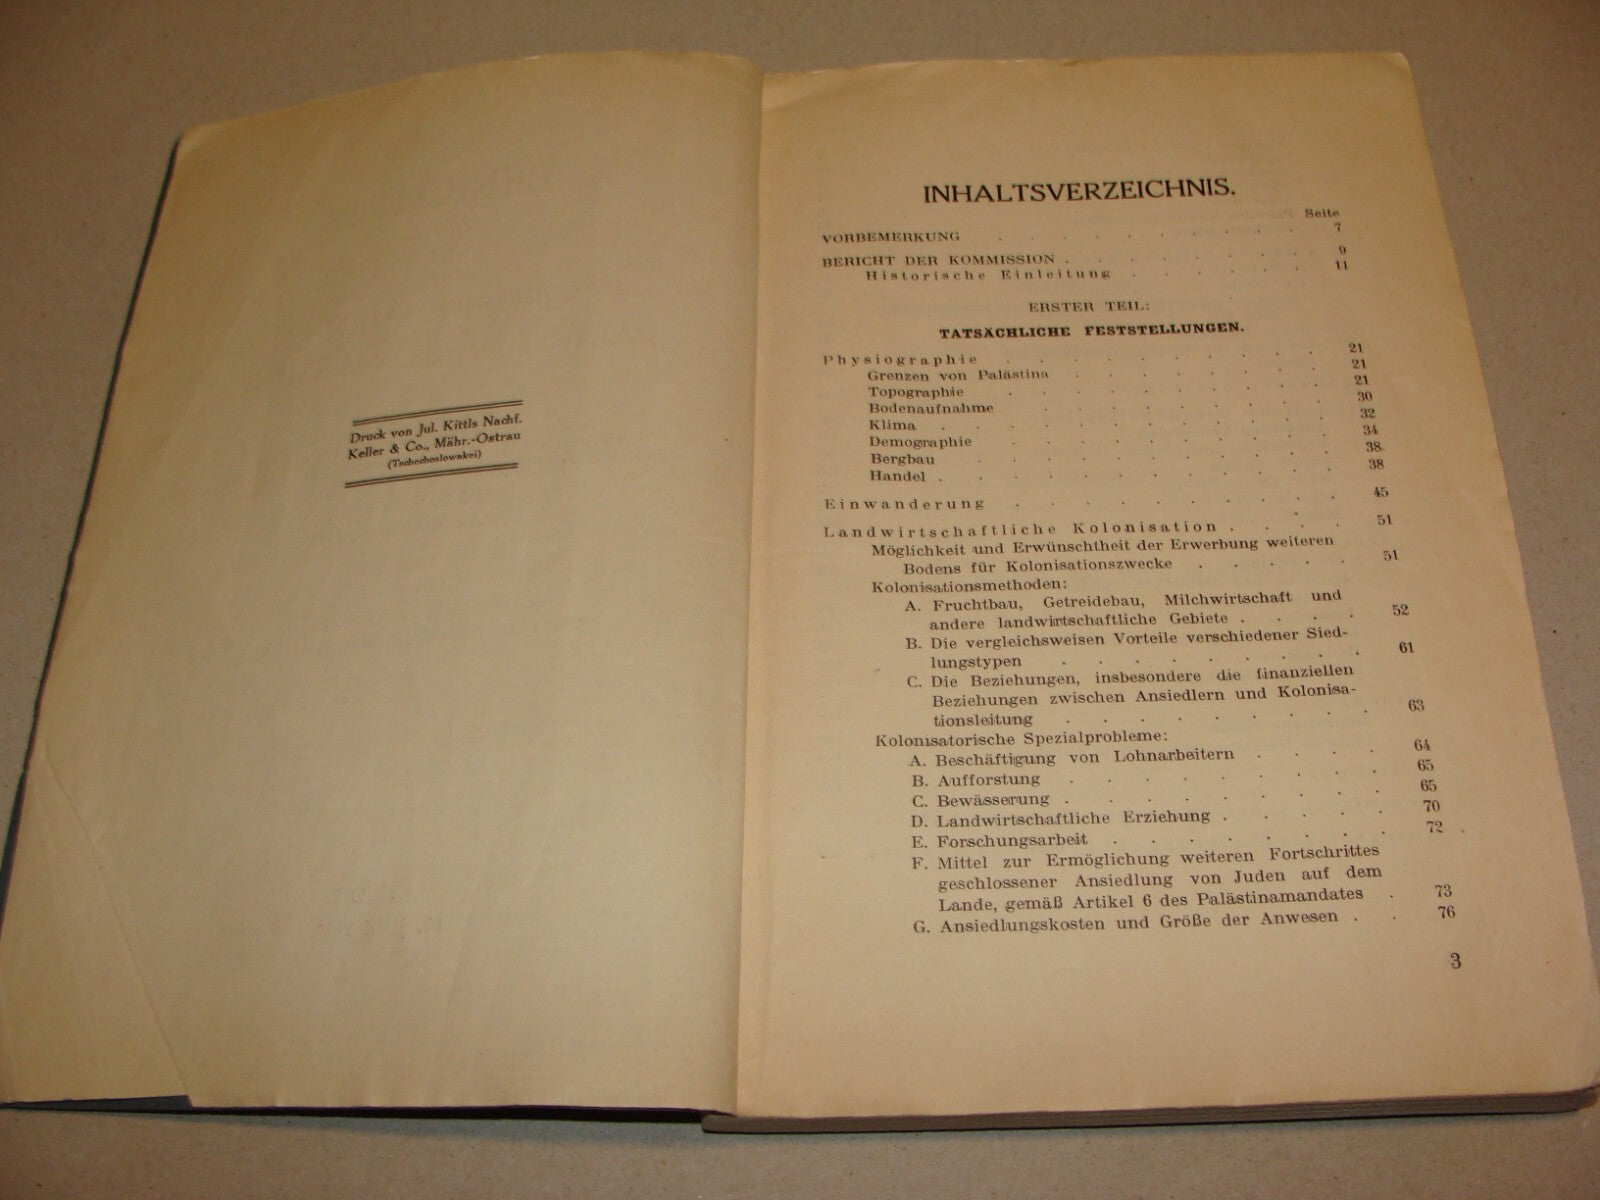 Druck von Jul. Kittls Nachf.
Keller & Co., Mähr.-Ostrau
(Tschechoslowakei)
INHALTSVERZEICHNIS.
Seite
VORBEMERKUNG . . . . . . . . . 7
BERICHT DER KOMMISSION . . . . . . . 9
Historische Einleitung . . . . . . 11
ERSTER TEIL:
TATSÄCHLICHE FESTSTELLUNGEN.
Physiographie . . . . . . . . . 21
Grenzen von Palästina . . . . . . . 21
Topographie . . . . . . . . . 21
Bodenaufnahme . . . . . . . . 30
Klima . . . . . . . . . . . 32
Demographie . . . . . . . . . 34
Bergbau . . . . . . . . . . 38
Handel . . . . . . . . . . . 38
Einwanderung . . . . . . . . . 45
Landwirtschaftliche Kolonisation . . . . 51
Möglichkeit und Erwünschtheit der Erwerbung weiteren
Bodens für Kolonisationszwecke . . . . . 51
Kolonisationsmethoden:
A. Fruchtbau, Getreidebau, Milchwirtschaft und
andere landwirtschaftliche Gebiete . . . . 52
B. Die vergleichsweisen Vorteile verschiedener Sied-
lungstypen . . . . . . . . 61
C. Die Beziehungen, insbesondere die finanziellen
Beziehungen zwischen Ansiedlern und Kolonisa-
tionsleitung . . . . . . . . 63
Kolonisatorische Spezialprobleme:
A. Beschäftigung von Lohnarbeitern . . . . 64
B. Aufforstung . . . . . . . . 65
C. Bewässerung . . . . . . . . 65
D. Landwirtschaftliche Erziehung . . . . . 70
E. Forschungsarbeit . . . . . . . 72
F. Mittel zur Ermöglichung weiteren Fortschrittes
geschlossener Ansiedlung von Juden auf dem
Lande, gemäß Artikel 6 des Palästinamandates . 73
G. Ansiedlungskosten und Größe der Anwesen . . 76
3